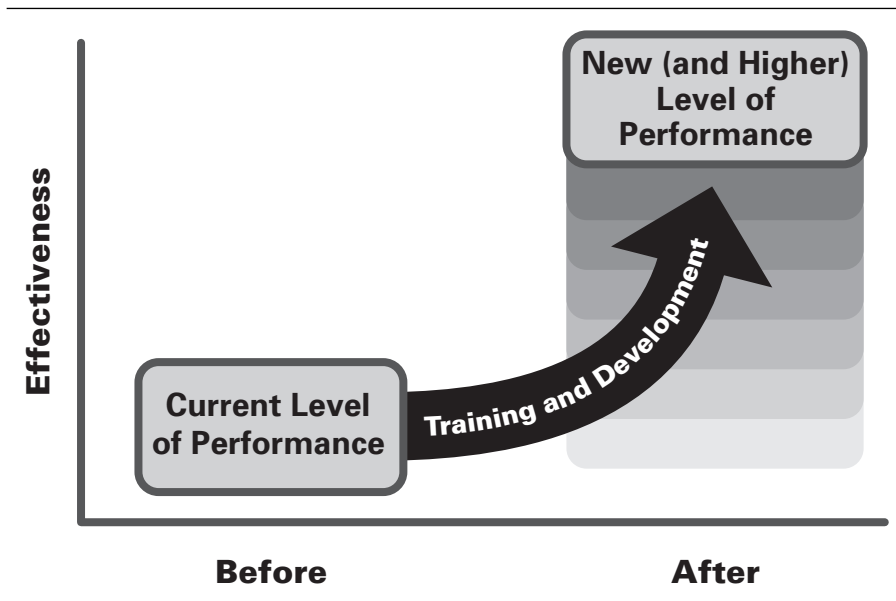 New (and Higher)
Level of
Performance
Effectiveness
Training and Development
Current Level
of Performance
Before
After